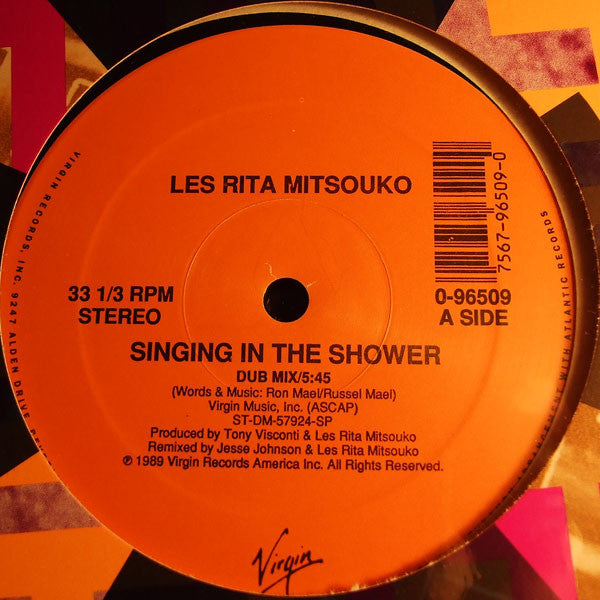 LES RITA MITSOUKO
7567-96509-0
33 1/3 RPM
STEREO
0-96509
A SIDE
SINGING IN THE SHOWER
DUB MIX/5:45
(Words & Music: Ron Mael/Russel Mael)
Virgin Music, Inc. (ASCAP)
ST-DM-57924-SP
Produced by Tony Visconti & Les Rita Mitsouko
Remixed by Jesse Johnson & Les Rita Mitsouko
℗ 1989 Virgin Records America Inc. All Rights Reserved.
Virgin
VIRGIN RECORDS, INC. 9247 ALDEN DRIVE,
WITH ATLANTIC RECORDS